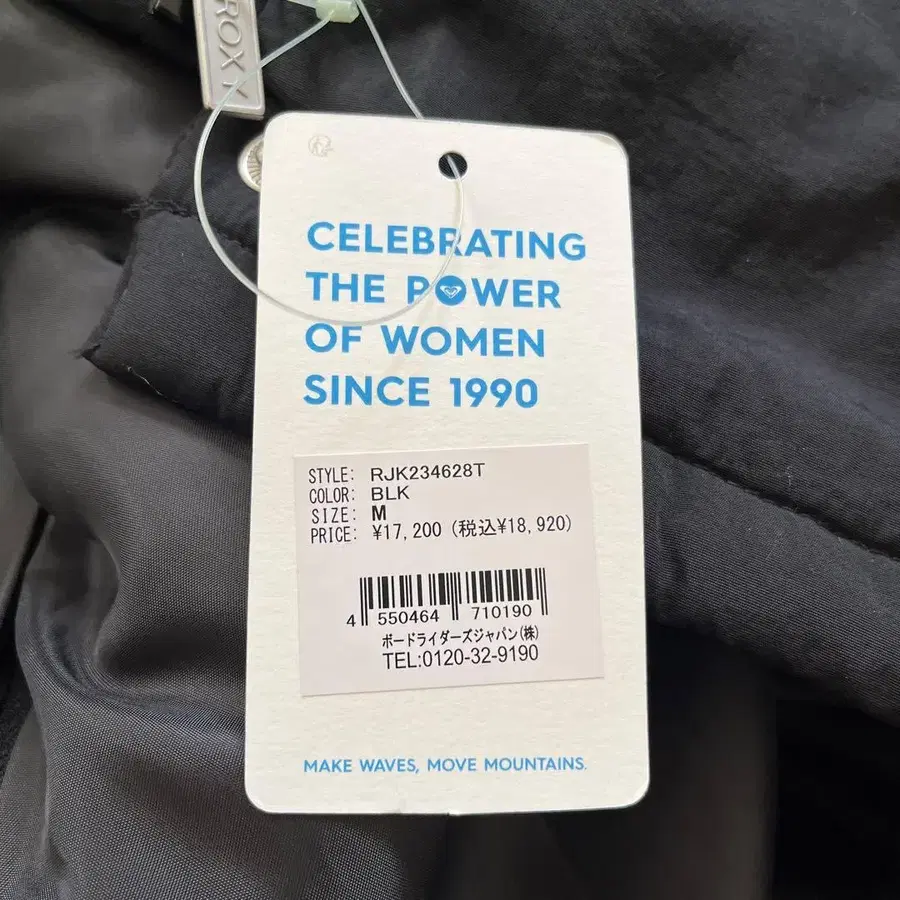 ROXY
CELEBRATING
THE POWER
OF WOMEN
SINCE 1990
STYLE: RJK234628T
COLOR: BLK
SIZE: M
PRICE: ¥17,200 (税込¥18,920)
4 550464 710190
ボードライダーズジャパン(株)
TEL:0120-32-9190
MAKE WAVES, MOVE MOUNTAINS.